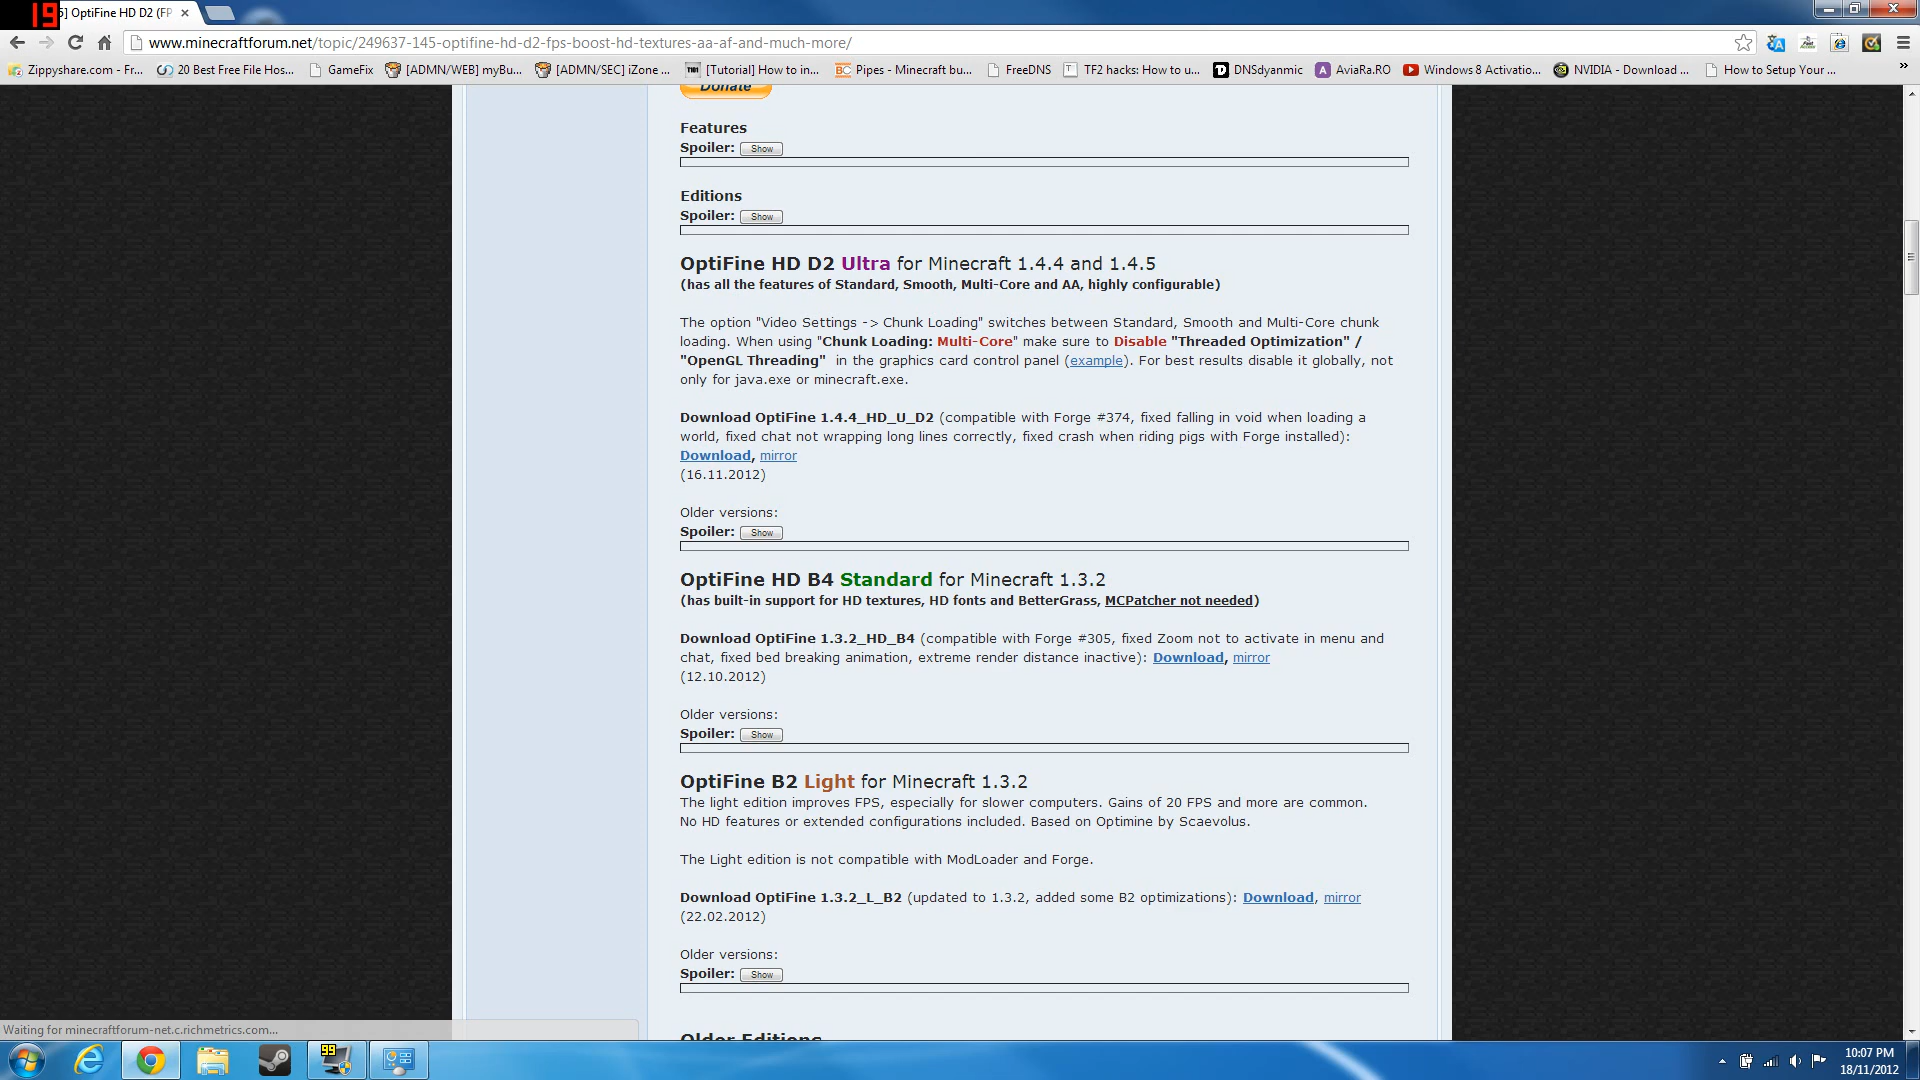 19
5] OptiFine HD D2 (FP
www.minecraftforum.net/topic/249637-145-optifine-hd-d2-fps-boost-hd-textures-aa-af-and-much-more/
Zippyshare.com - Fr... 20 Best Free File Hos... GameFix [ADMN/WEB] myBu... [ADMN/SEC] iZone ... [Tutorial] How to in... Pipes - Minecraft bu... FreeDNS TF2 hacks: How to u... DNSdyanmic AviaRa.RO Windows 8 Activatio... NVIDIA - Download ... How to Setup Your ... »
Donate
Features
Spoiler: Show
Editions
Spoiler: Show
OptiFine HD D2 Ultra for Minecraft 1.4.4 and 1.4.5
(has all the features of Standard, Smooth, Multi-Core and AA, highly configurable)
The option "Video Settings -> Chunk Loading" switches between Standard, Smooth and Multi-Core chunk
loading. When using "Chunk Loading: Multi-Core" make sure to Disable "Threaded Optimization" /
"OpenGL Threading" in the graphics card control panel (example). For best results disable it globally, not
only for java.exe or minecraft.exe.
Download OptiFine 1.4.4_HD_U_D2 (compatible with Forge #374, fixed falling in void when loading a
world, fixed chat not wrapping long lines correctly, fixed crash when riding pigs with Forge installed):
Download, mirror
(16.11.2012)
Older versions:
Spoiler: Show
OptiFine HD B4 Standard for Minecraft 1.3.2
(has built-in support for HD textures, HD fonts and BetterGrass, MCPatcher not needed)
Download OptiFine 1.3.2_HD_B4 (compatible with Forge #305, fixed Zoom not to activate in menu and
chat, fixed bed breaking animation, extreme render distance inactive): Download, mirror
(12.10.2012)
Older versions:
Spoiler: Show
OptiFine B2 Light for Minecraft 1.3.2
The light edition improves FPS, especially for slower computers. Gains of 20 FPS and more are common.
No HD features or extended configurations included. Based on Optimine by Scaevolus.
The Light edition is not compatible with ModLoader and Forge.
Download OptiFine 1.3.2_L_B2 (updated to 1.3.2, added some B2 optimizations): Download, mirror
(22.02.2012)
Older versions:
Spoiler: Show
Older Editions
Waiting for minecraftforum-net.c.richmetrics.com...
99
10:07 PM
18/11/2012